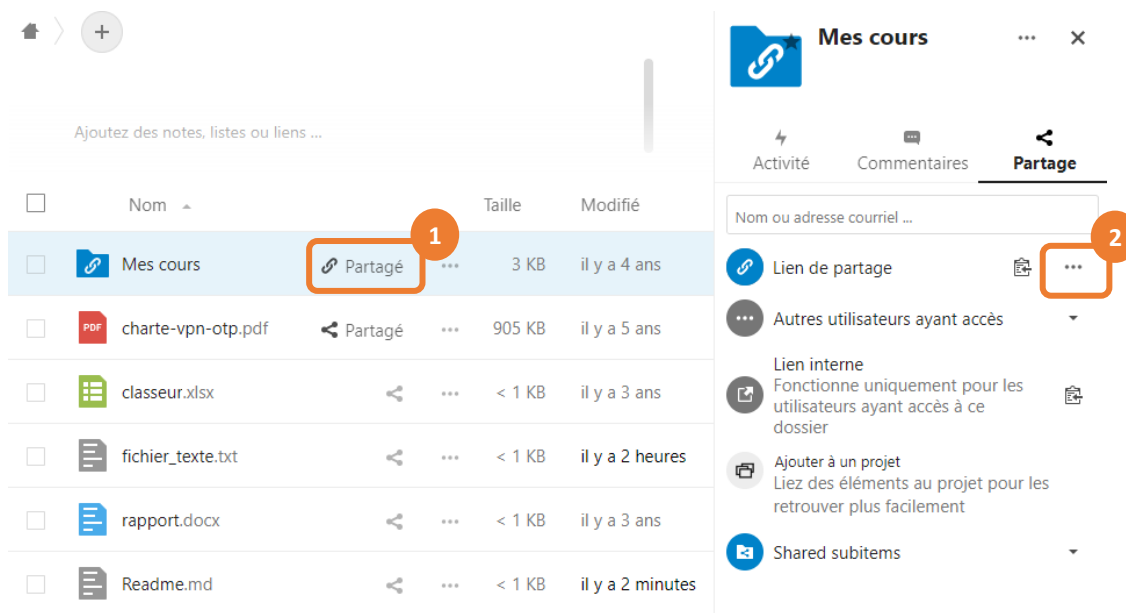 Ajoutez des notes, listes ou liens ...
Nom Taille Modifié
1
Mes cours Partagé ... 3 KB il y a 4 ans
PDF charte-vpn-otp.pdf Partagé ... 905 KB il y a 5 ans
classeur.xlsx ... < 1 KB il y a 3 ans
fichier_texte.txt ... < 1 KB il y a 2 heures
rapport.docx ... < 1 KB il y a 3 ans
Readme.md ... < 1 KB il y a 2 minutes
Mes cours ...
Activité Commentaires Partage
Nom ou adresse courriel ...
2
Lien de partage ...
Autres utilisateurs ayant accès
Lien interne
Fonctionne uniquement pour les
utilisateurs ayant accès à ce
dossier
Ajouter à un projet
Liez des éléments au projet pour les
retrouver plus facilement
Shared subitems